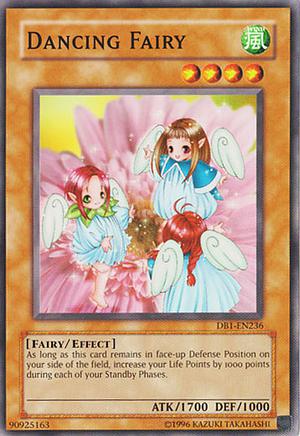 DANCING FAIRY
WIND
風
DB1-EN236
[FAIRY/EFFECT]
As long as this card remains in face-up Defense Position on
your side of the field, increase your Life Points by 1000 points
during each of your Standby Phases.
ATK/1700 DEF/1000
90925163
©1996 KAZUKI TAKAHASHI